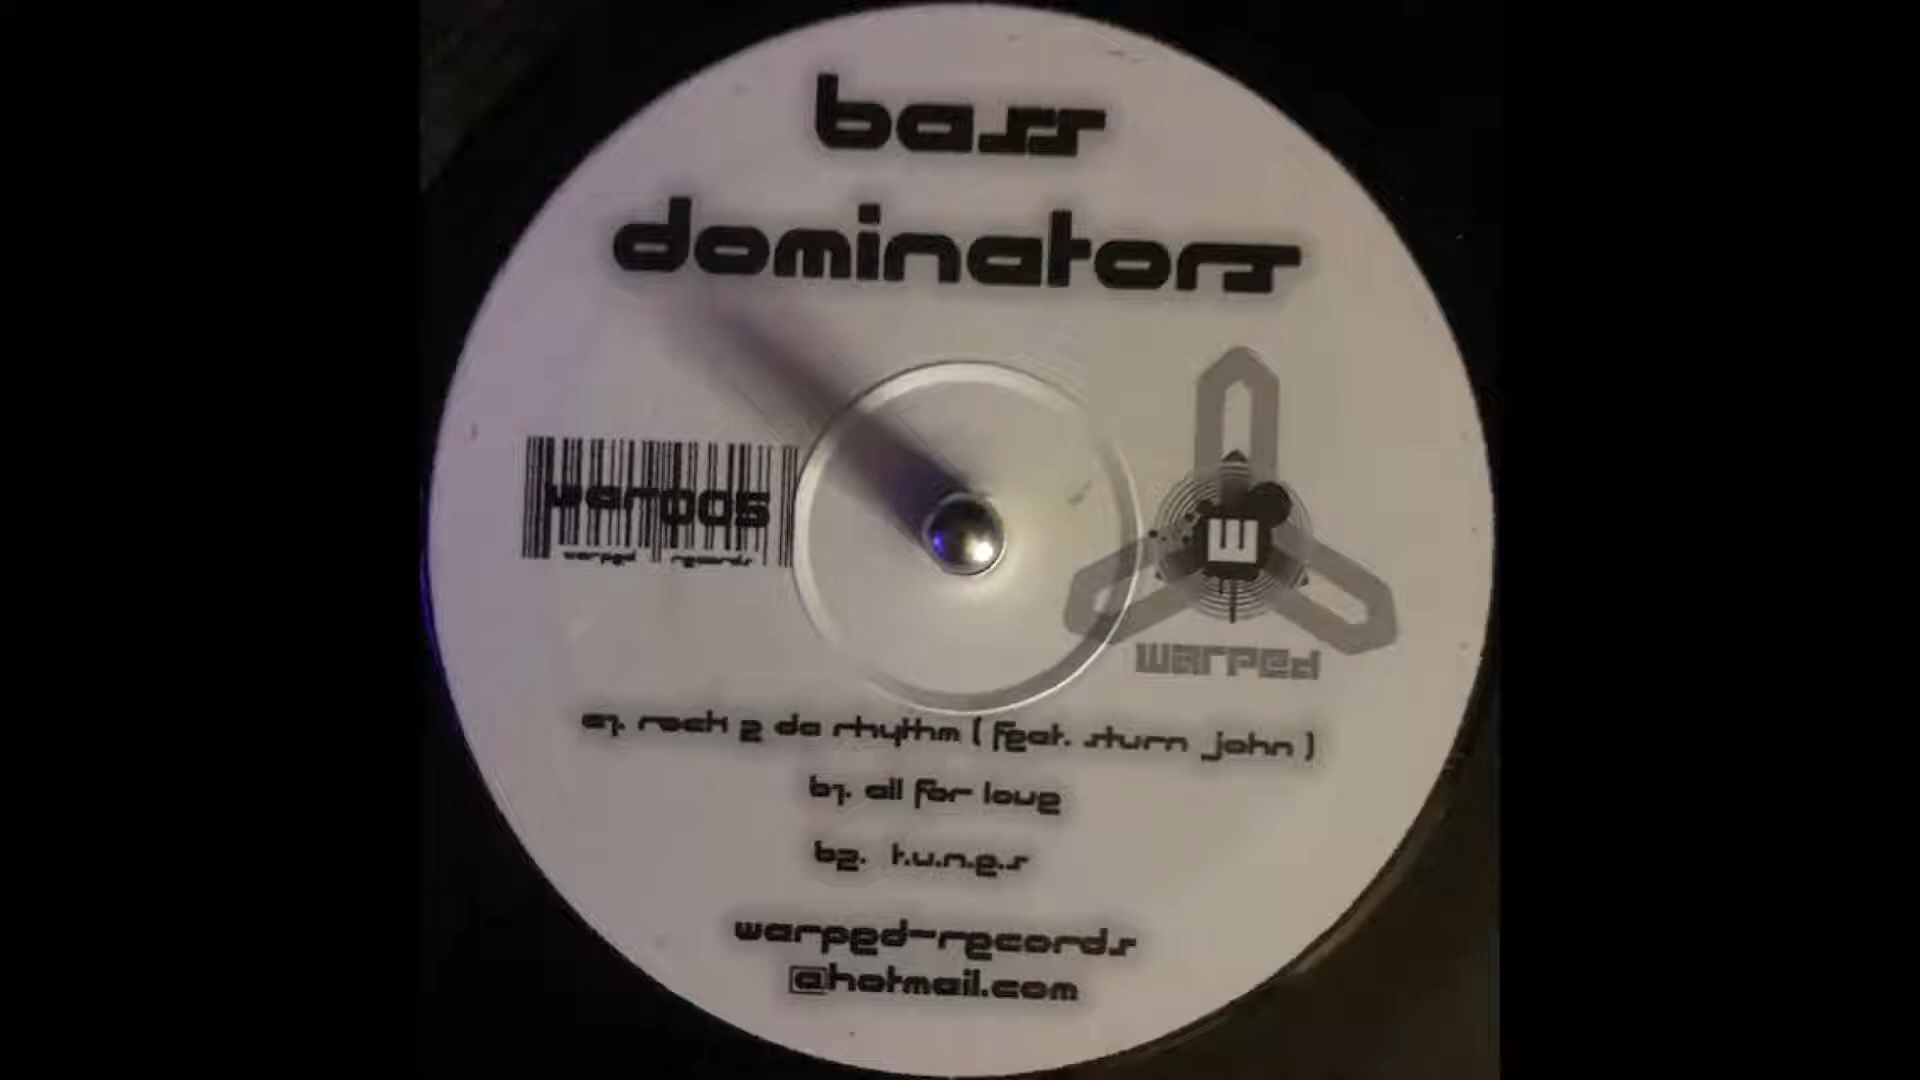 bass
dominators
warp005
warped records
E
warped
a1. rock 2 da rhythm ( feat. sturn john )
b1. all for love
b2. t.u.n.e.s
warped-records
@hotmail.com